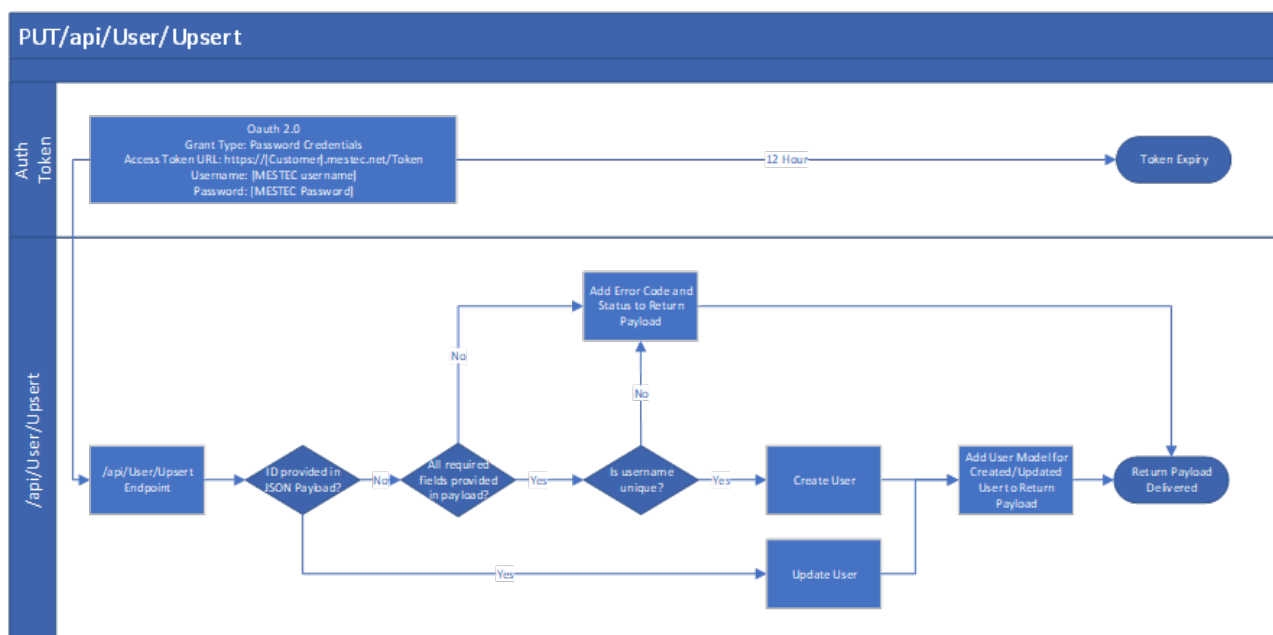 PUT/api/User/Upsert
Auth
Token
Oauth 2.0
Grant Type: Password Credentials
Access Token URL: https://[Customer].mestec.net/Token
Username: [MESTEC username]
Password: [MESTEC Password]
12 Hour
Token Expiry
/api/User/Upsert
Add Error Code and
Status to Return
Payload
No
No
/api/User/Upsert
Endpoint
ID provided in
JSON Payload?
No
All required
fields provided
in payload?
Yes
Is username
unique?
Yes
Create User
Add User Model for
Created/Updated
User to Return
Payload
Return Payload
Delivered
Yes
Update User